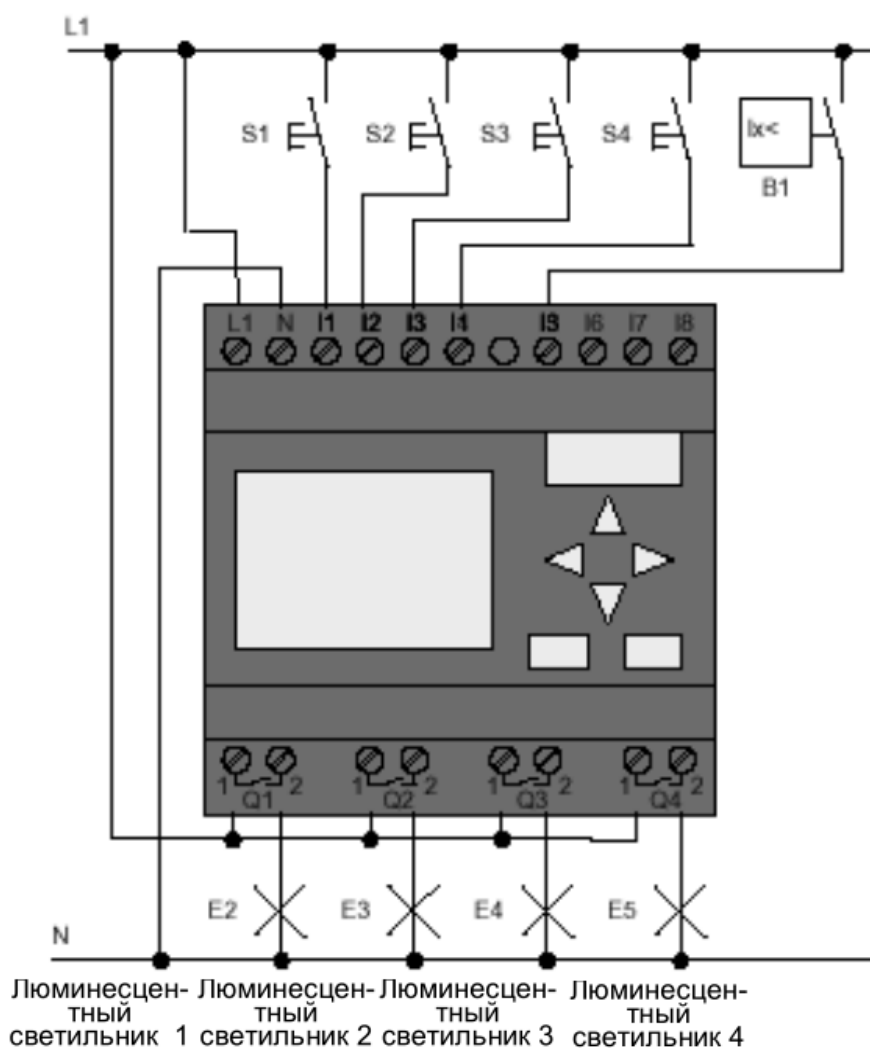 L1
S1 S2 S3 S4 Ix<
B1
L1 N I1 I2 I3 I4 I5 I6 I7 I8
1 2 1 2 1 2 1 2
Q1 Q2 Q3 Q4
E2 E3 E4 E5
N
Люминесцен- Люминесцен- Люминесцен- Люминесцен-
тный тный тный тный
светильник 1 светильник 2 светильник 3 светильник 4